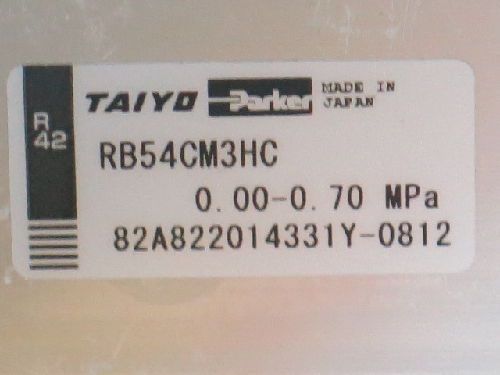 TAIYO Parker MADE IN JAPAN
R 42
RB54CM3HC
0.00-0.70 MPa
82A822014331Y-0812